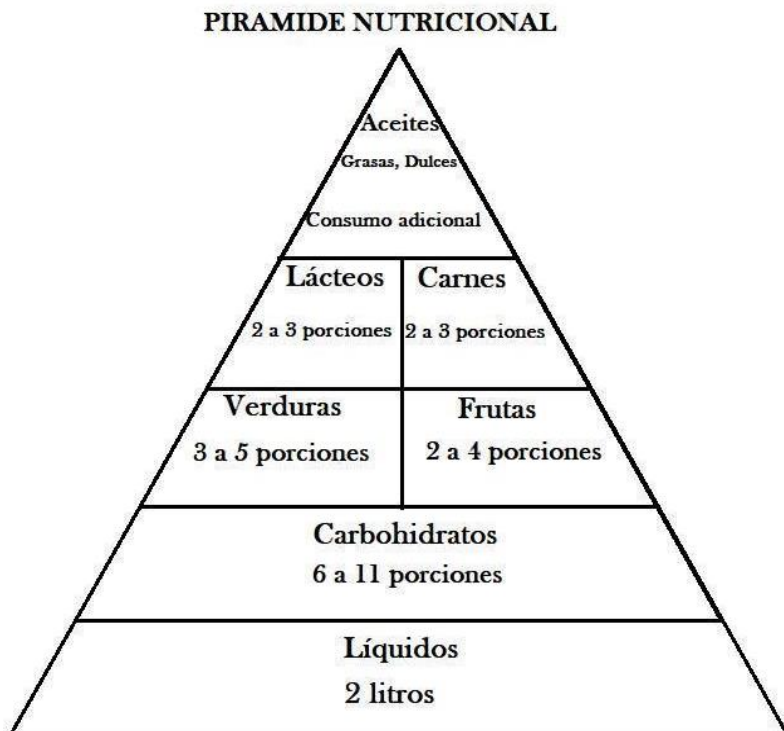 PIRAMIDE NUTRICIONAL
Aceites
Grasas, Dulces
Consumo adicional
Lácteos
2 a 3 porciones
Carnes
2 a 3 porciones
Verduras
3 a 5 porciones
Frutas
2 a 4 porciones
Carbohidratos
6 a 11 porciones
Líquidos
2 litros